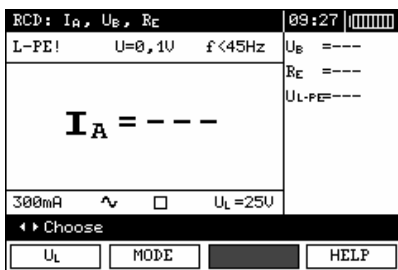 RCD: IA, UB, RE 09:27
L-PE! U=0,1V f<45Hz
UB =---
RE =---
UL-PE=---
IA = ---
300mA ∿ □ UL =25V
◂ ▸ Choose
UL MODE HELP